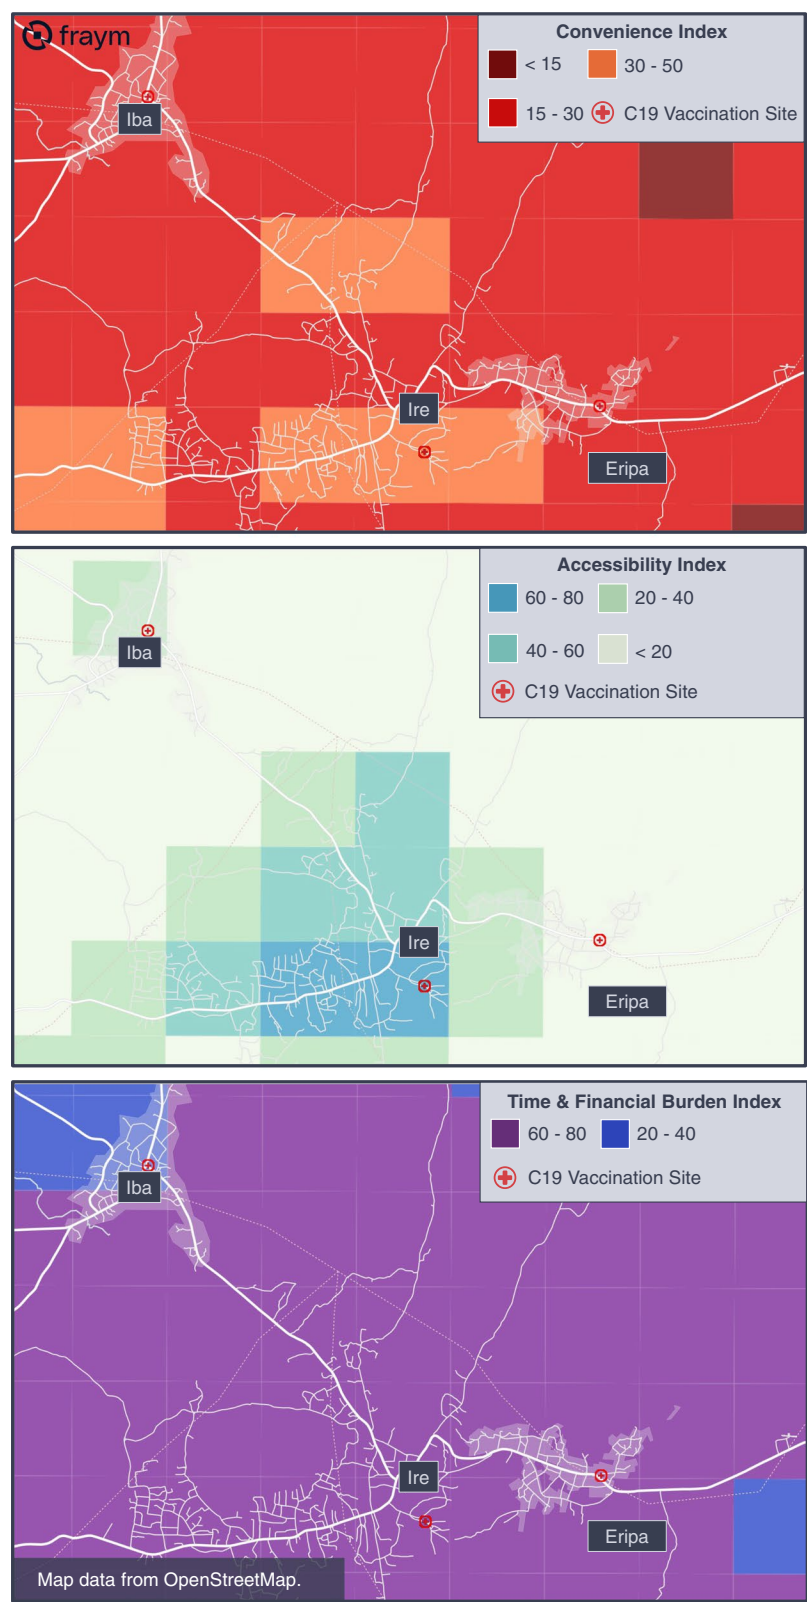 fraym
Convenience Index
< 15
30 - 50
15 - 30
C19 Vaccination Site
Iba
Ire
Eripa
Accessibility Index
60 - 80
20 - 40
40 - 60
< 20
C19 Vaccination Site
Iba
Ire
Eripa
Time & Financial Burden Index
60 - 80
20 - 40
C19 Vaccination Site
Iba
Ire
Eripa
Map data from OpenStreetMap.